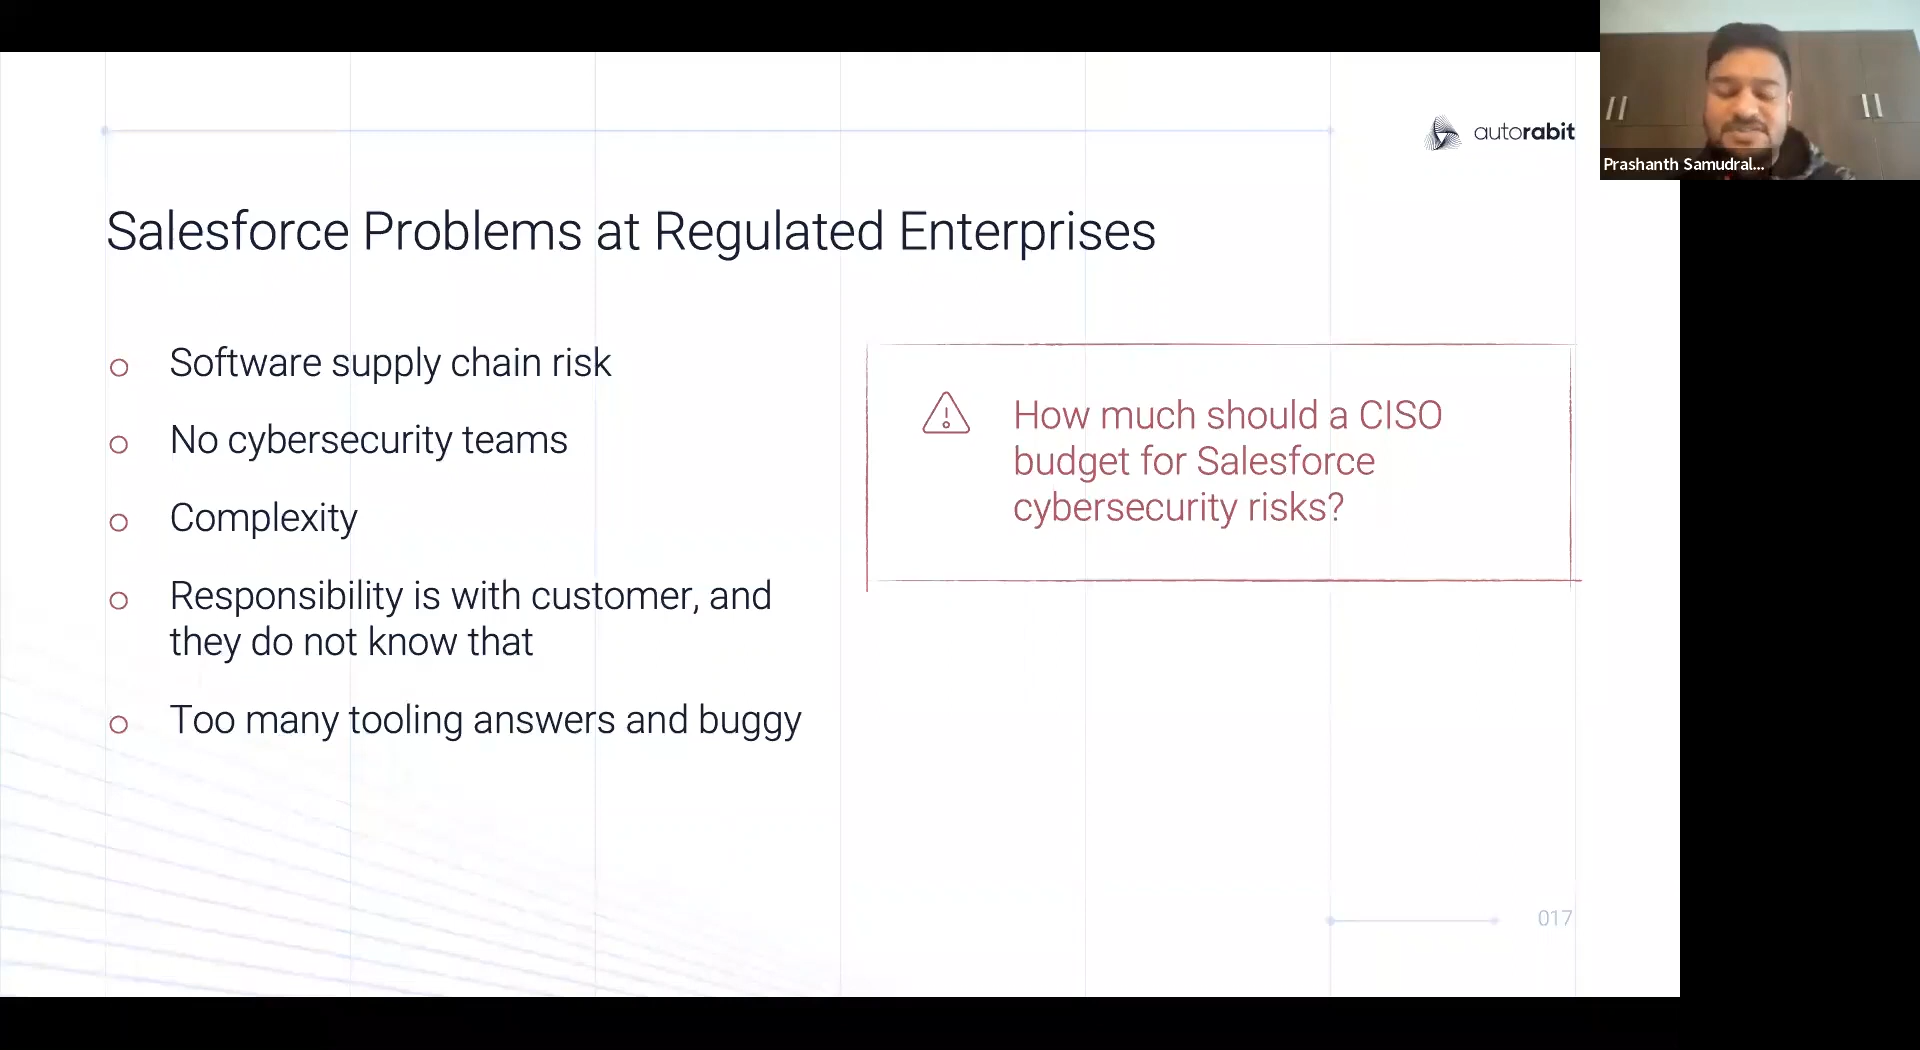 autorabit
Prashanth Samudral...
Salesforce Problems at Regulated Enterprises
Software supply chain risk
No cybersecurity teams
Complexity
Responsibility is with customer, and
they do not know that
Too many tooling answers and buggy
How much should a CISO
budget for Salesforce
cybersecurity risks?
017